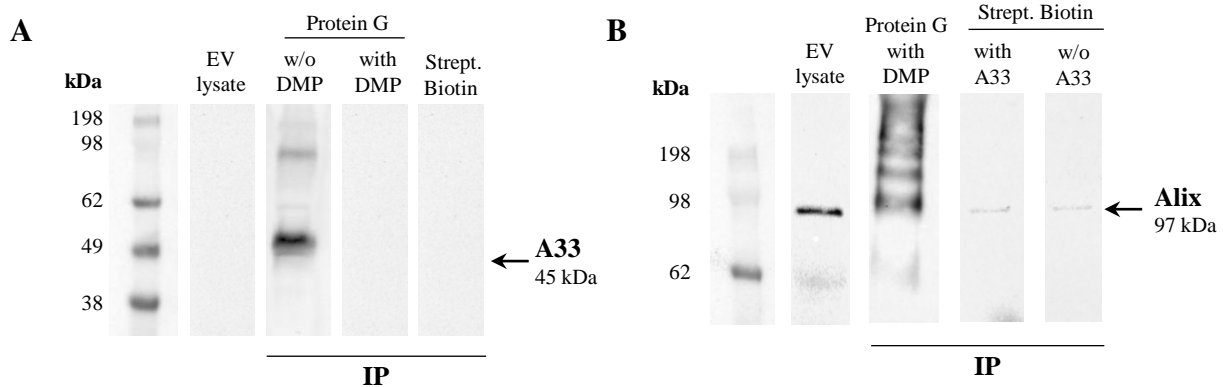 A
Protein G
kDa
EV
lysate
w/o
DMP
with
DMP
Strept.
Biotin
198
98
62
49
38
A33
45 kDa
IP
B
Strept. Biotin
kDa
EV
lysate
Protein G
with
DMP
with
A33
w/o
A33
198
98
62
Alix
97 kDa
IP